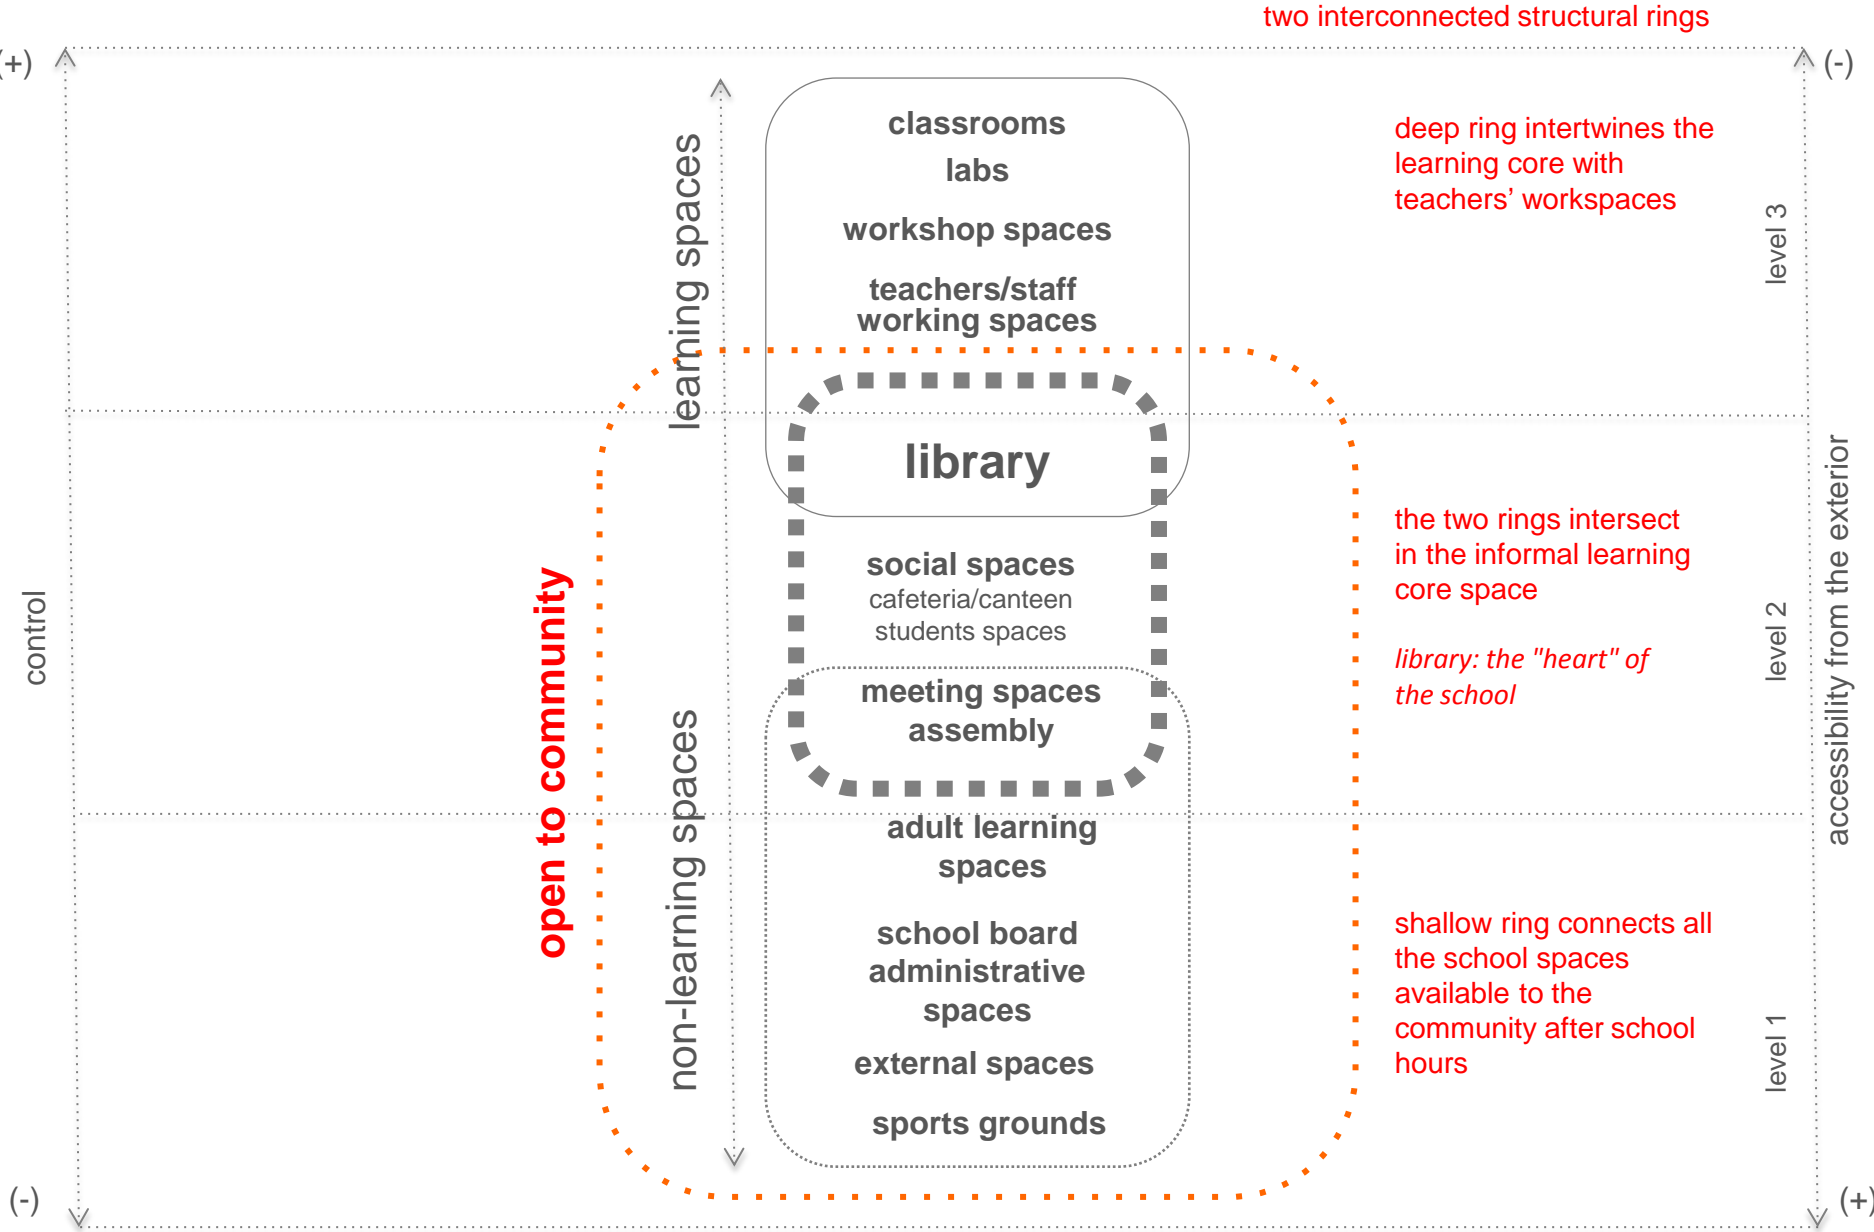 two interconnected structural rings
(+)
(-)
classrooms
labs
workshop spaces
teachers/staff
working spaces
learning spaces
deep ring intertwines the
learning core with
teachers’ workspaces
level 3
library
social spaces
cafeteria/canteen
students spaces
meeting spaces
assembly
control
open to community
the two rings intersect
in the informal learning
core space
library: the "heart" of
the school
level 2
accessibility from the exterior
non-learning spaces
adult learning
spaces
school board
administrative
spaces
external spaces
sports grounds
shallow ring connects all
the school spaces
available to the
community after school
hours
level 1
(-)
(+)